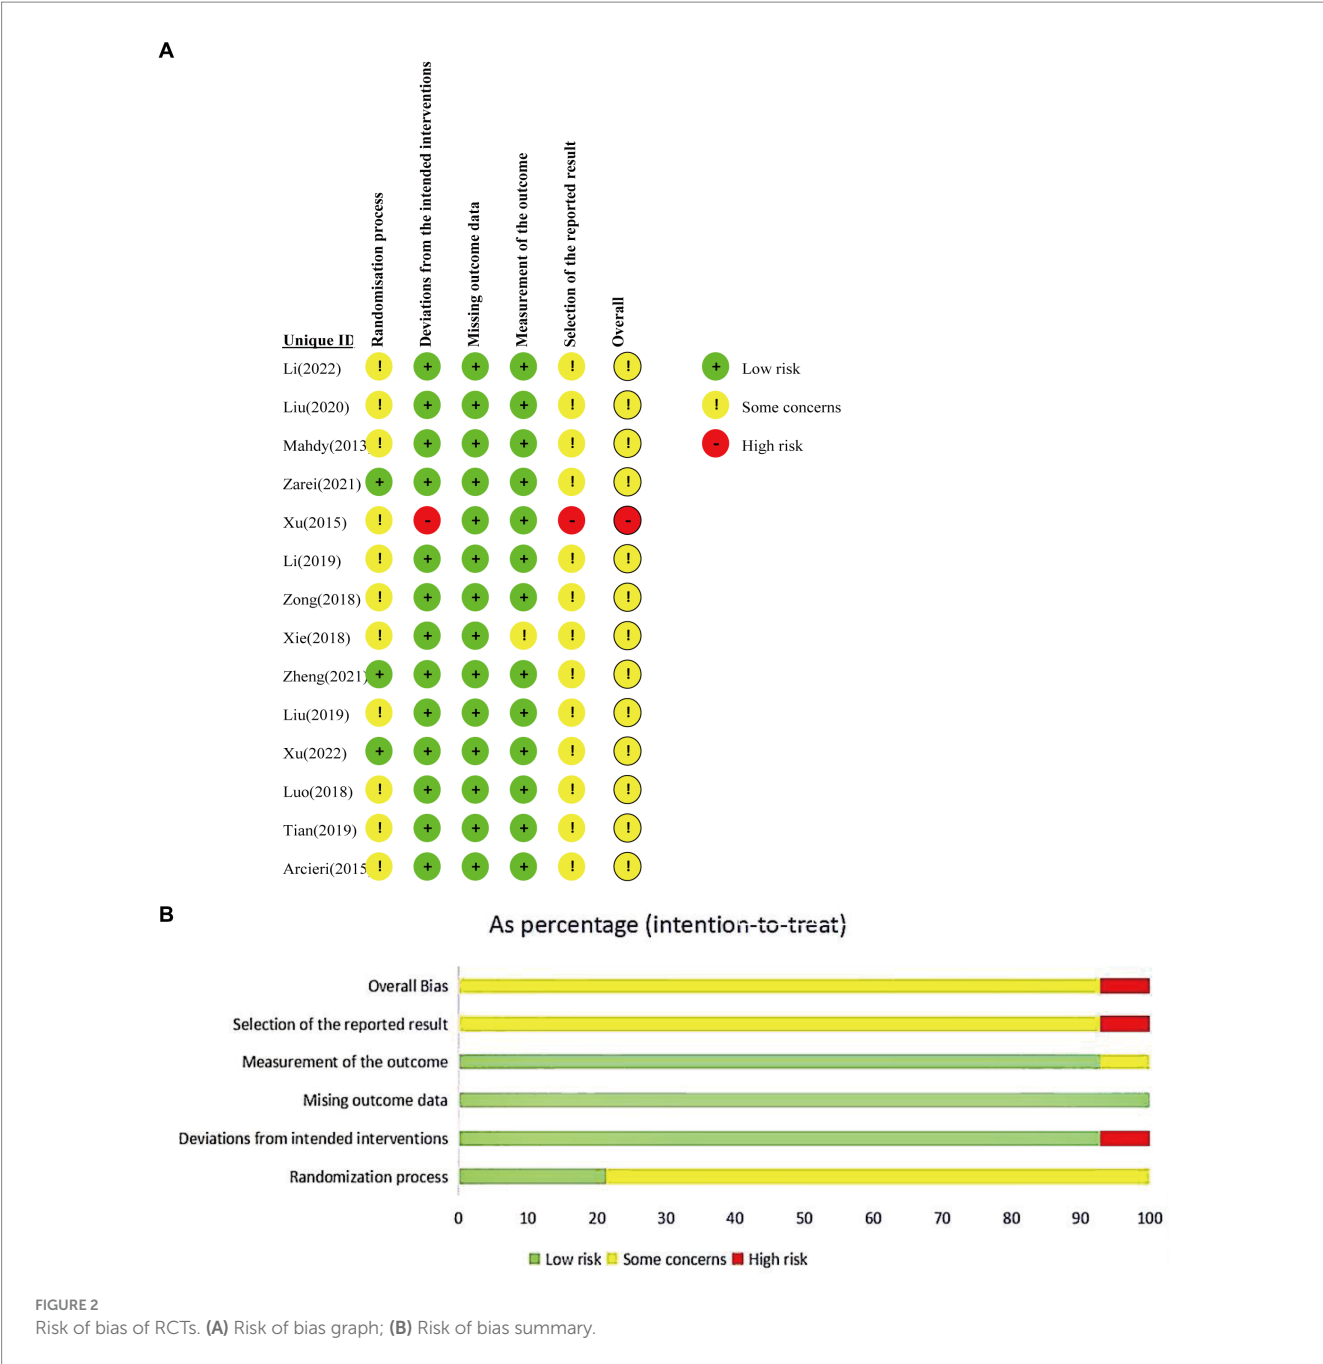 A
Randomisation process
Deviations from the intended interventions
Missing outcome data
Measurement of the outcome
Selection of the reported result
Overall
Unique ID
Li(2022) ! + + + ! !
Liu(2020) ! + + + ! !
Mahdy(2013 ! + + + ! !
Zarei(2021) + + + + ! !
Xu(2015) ! - + + - -
Li(2019) ! + + + ! !
Zong(2018) ! + + + ! !
Xie(2018) ! + + ! ! !
Zheng(2021) + + + + ! !
Liu(2019) ! + + + ! !
Xu(2022) + + + + ! !
Luo(2018) ! + + + ! !
Tian(2019) ! + + + ! !
Arcieri(2015 ! + + + ! !
+ Low risk
! Some concerns
- High risk
B
As percentage (intention-to-treat)
Overall Bias
Selection of the reported result
Measurement of the outcome
Mising outcome data
Deviations from intended interventions
Randomization process
0 10 20 30 40 50 60 70 80 90 100
Low risk Some concerns High risk
FIGURE 2
Risk of bias of RCTs. (A) Risk of bias graph; (B) Risk of bias summary.